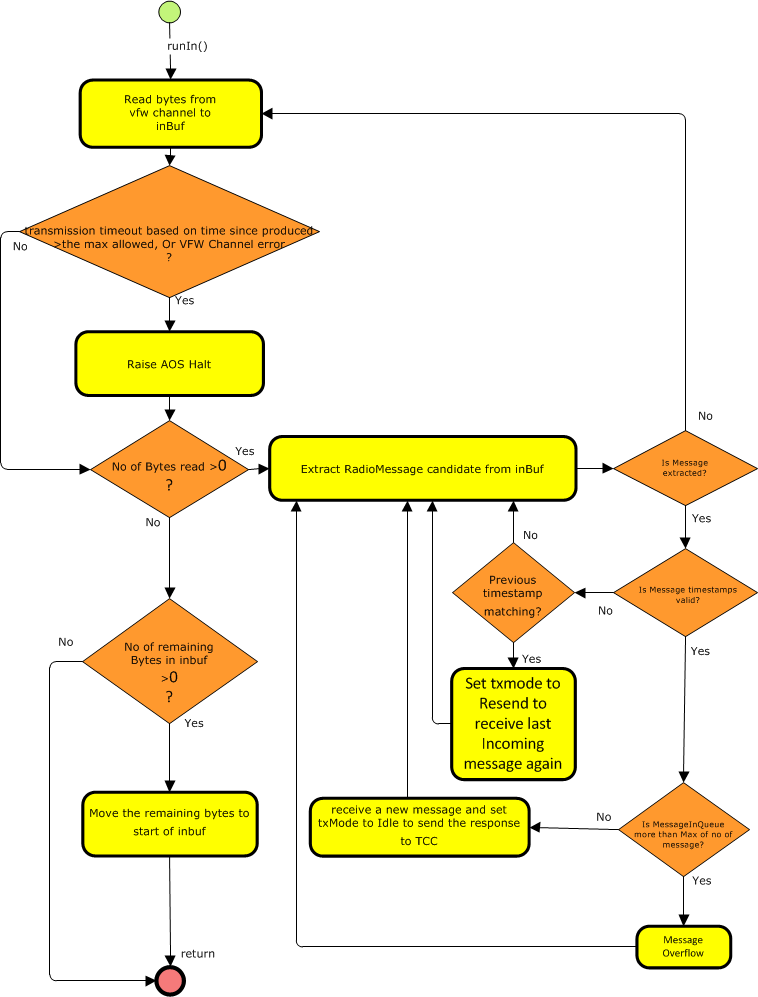 runIn()
Read bytes from
vfw channel to
inBuf
transmission timeout based on time since produced
>the max allowed, Or VFW Channel error
?
No
Yes
Raise AOS Halt
No of Bytes read >0
?
Yes
No
Extract RadioMessage candidate from inBuf
No
Is Message
extracted?
Yes
Is Message timestamps
valid?
No
Yes
No
Previous
timestamp
matching?
Yes
Set txmode to
Resend to
receive last
Incoming
message again
No of remaining
Bytes in inbuf
>0
?
No
Yes
Move the remaining bytes to
start of inbuf
receive a new message and set
txMode to Idle to send the response
to TCC
No
Is MessageInQueue
more than Max of no of
message?
Yes
Message
Overflow
return